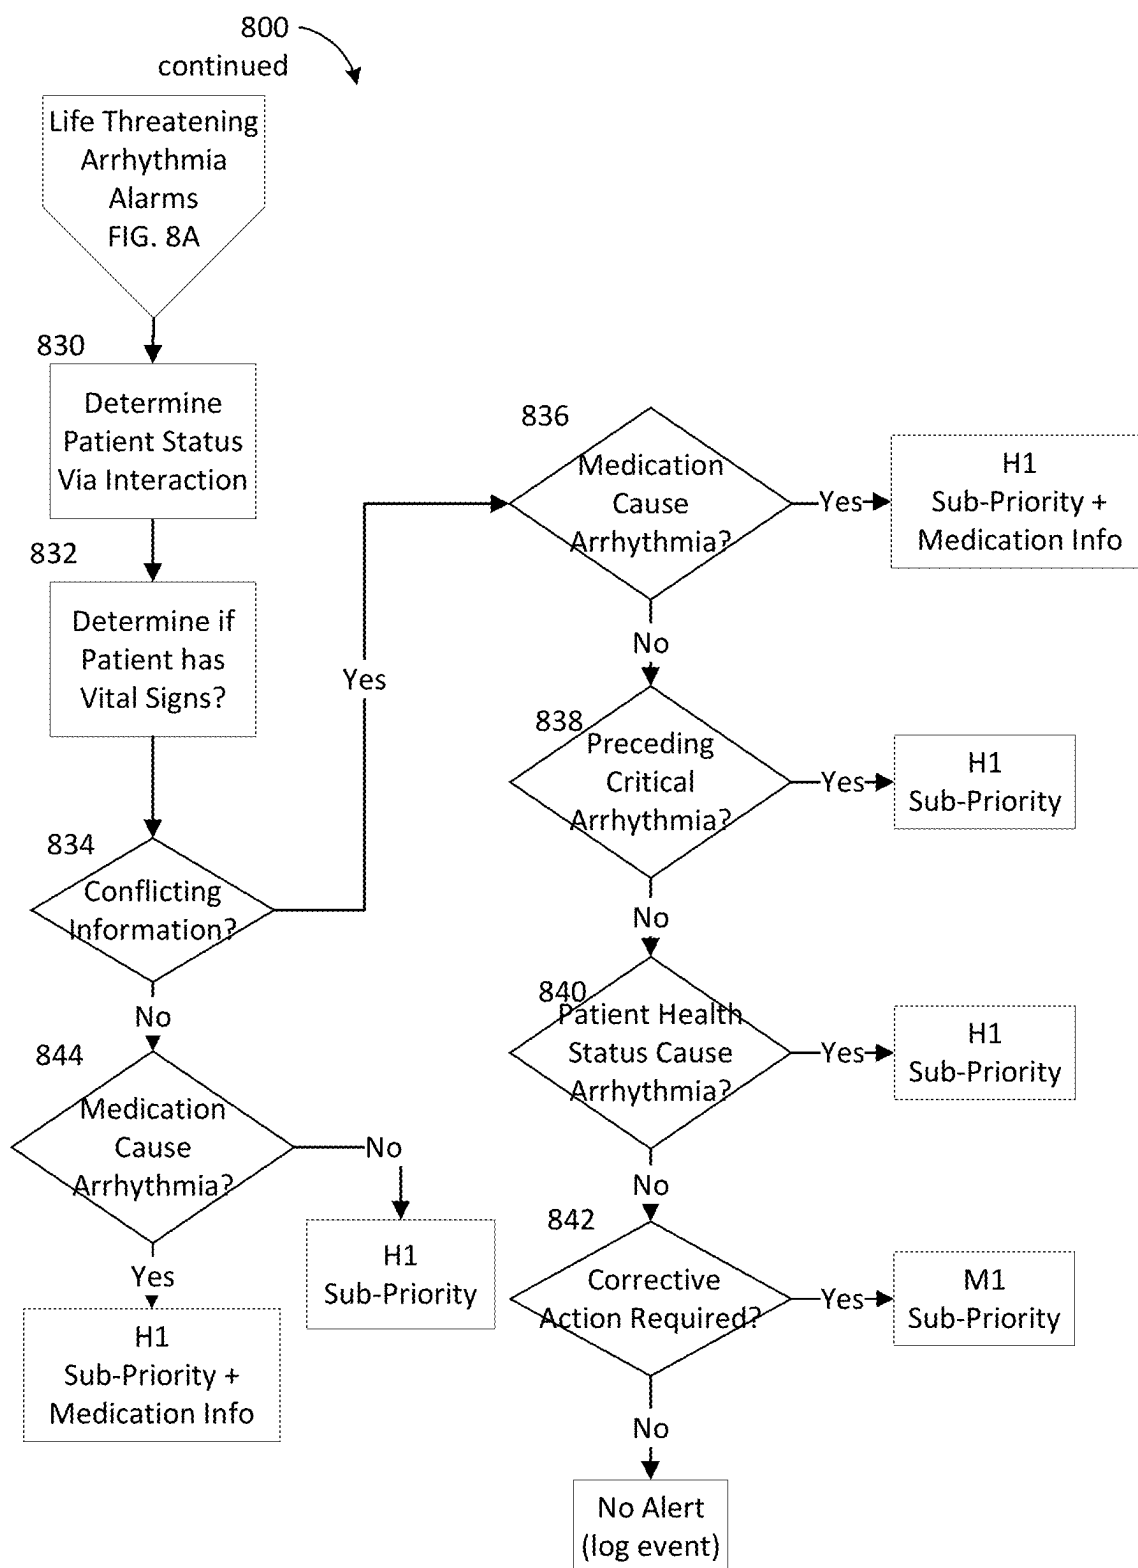 800
continued
Life Threatening
Arrhythmia
Alarms
FIG. 8A
830
Determine
Patient Status
Via Interaction
832
Determine if
Patient has
Vital Signs?
834
Conflicting
Information?
Yes
No
844
Medication
Cause
Arrhythmia?
No
H1
Sub-Priority
Yes
H1
Sub-Priority +
Medication Info
836
Medication
Cause
Arrhythmia?
Yes
H1
Sub-Priority +
Medication Info
No
838
Preceding
Critical
Arrhythmia?
Yes
H1
Sub-Priority
No
840
Patient Health
Status Cause
Arrhythmia?
Yes
H1
Sub-Priority
No
842
Corrective
Action Required?
Yes
M1
Sub-Priority
No
No Alert
(log event)